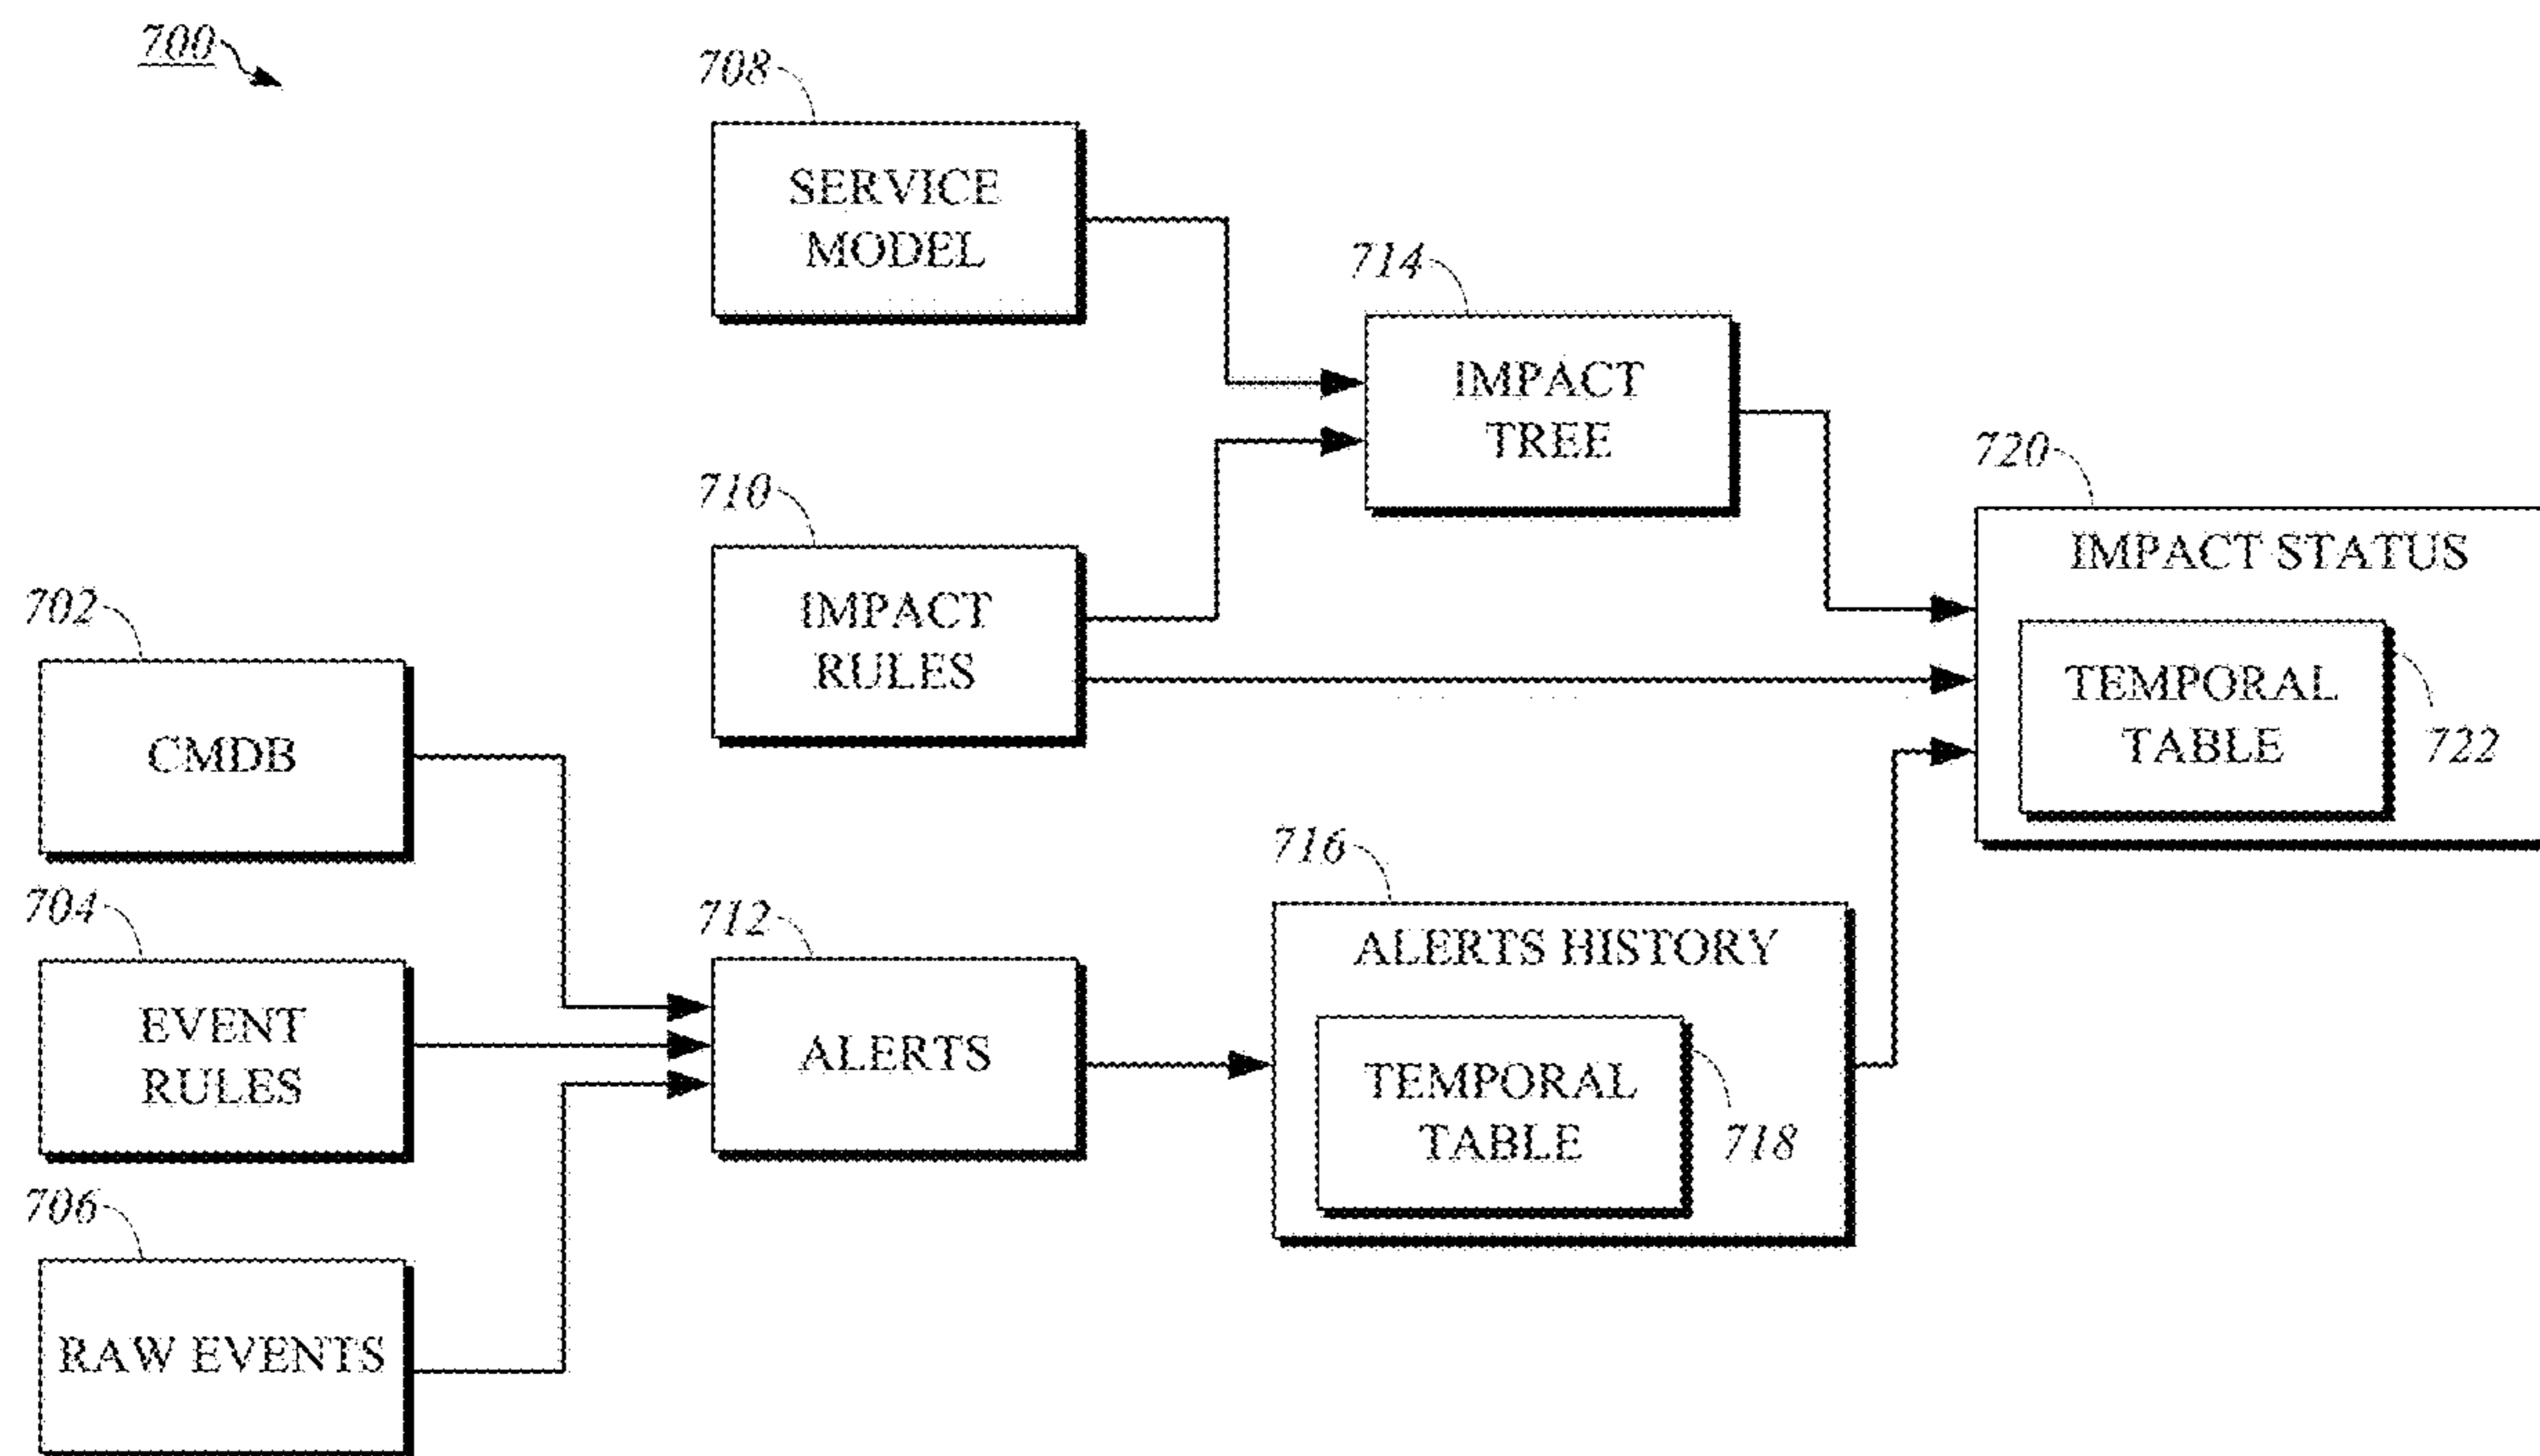 700
708
SERVICE
MODEL
714
IMPACT
TREE
710
IMPACT
RULES
720
IMPACT STATUS
TEMPORAL
TABLE
722
702
CMDB
704
EVENT
RULES
706
RAW EVENTS
712
ALERTS
716
ALERTS HISTORY
TEMPORAL
TABLE
718